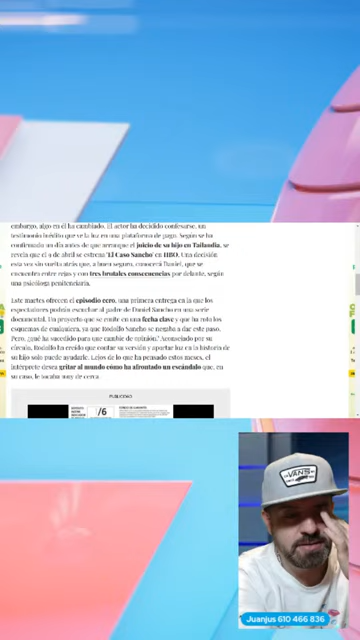 embargo, algo en él ha cambiado. El actor ha decidido confesarse, un
testimonio inédito que ve la luz en una plataforma de pago. Según se ha
confirmado un día antes de que arranque el juicio de su hijo en Tailandia, se
revela que el 9 de abril se estrena 'El Caso Sancho' en HBO. Una decisión
esta vez sin vuelta atrás que, a buen seguro, conocerá Daniel, que se
encuentra entre rejas y con tres brutales consecuencias por delante, según
una psicóloga penitenciaria.
Este martes ofrecen el episodio cero, una primera entrega en la que los
espectadores podrán escuchar al padre de Daniel Sancho en una serie
documental. Un proyecto que se emite en una fecha clave y que ha roto los
esquemas de cualquiera, ya que Rodolfo Sancho se negaba a dar este paso.
Pero, ¿qué ha sucedido para que cambie de opinión? Aconsejado por su
círculo, Rodolfo ha creído que contar su versión y aportar luz en la historia de
su hijo solo puede ayudarle. Lejos de lo que ha pensado estos meses, el
intérprete desea gritar al mundo cómo ha afrontado un escándalo que, en
su caso, le tocaba muy de cerca.
PUBLICIDAD
/6
VANS
Juanjus 610 466 836